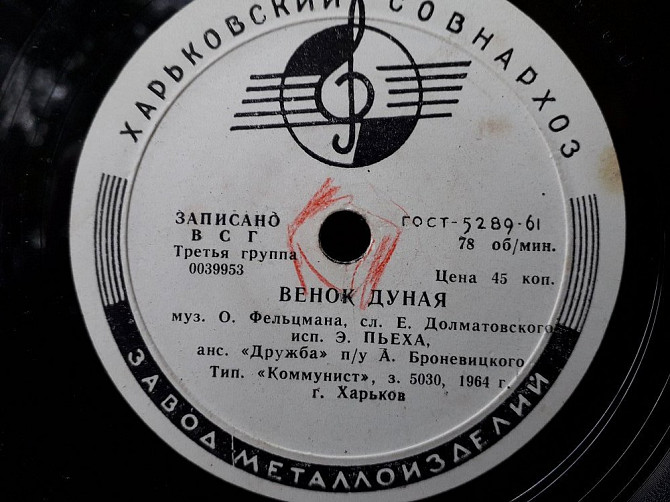 ХАРЬКОВСКИЙ СОВНАРХОЗ
ЗАПИСАНО
В С Г
Третья группа
0039953
ГОСТ-5289-61
78 об/мин.
Цена 45 коп.
ВЕНОК ДУНАЯ
муз. О. Фельцмана, сл. Е. Долматовского
исп. Э. ПЬЕХА,
анс. «Дружба» п/у А. Броневицкого
Тип. «Коммунист», з. 5030, 1964 г.
г. Харьков
ЗАВОД МЕТАЛЛОИЗДЕЛИЙ